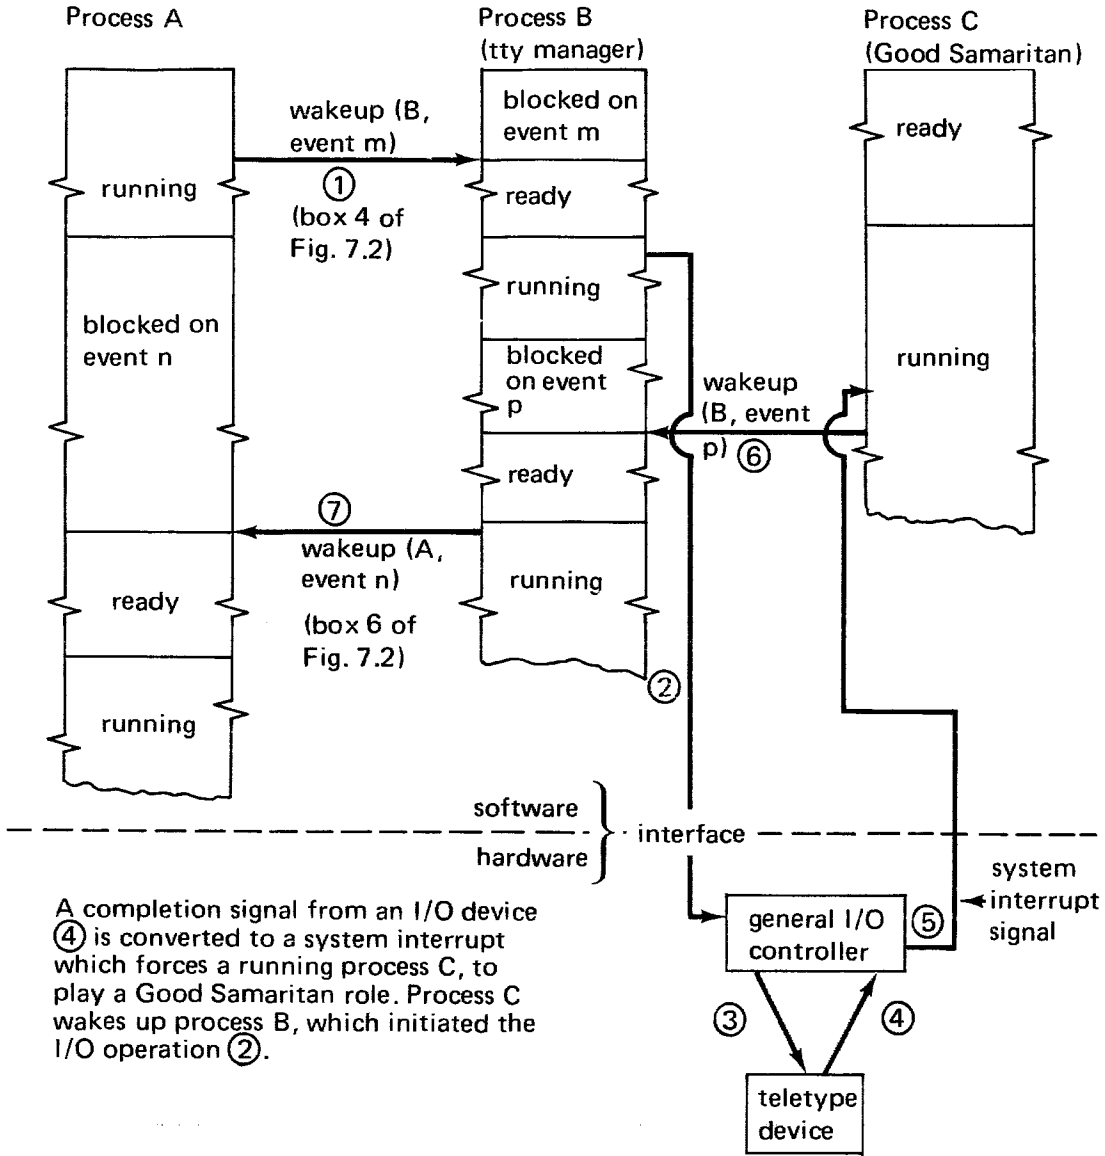 Process A
Process B
(tty manager)
Process C
(Good Samaritan)
running
blocked on
event n
ready
running
wakeup (B,
event m)
①
(box 4 of
Fig. 7.2)
⑦
wakeup (A,
event n)
(box 6 of
Fig. 7.2)
blocked on
event m
ready
running
blocked
on event
p
ready
running
②
wakeup
(B, event
p) ⑥
ready
running
software
hardware
interface
system
interrupt
signal
general I/O
controller
⑤
③
④
teletype
device
A completion signal from an I/O device
④ is converted to a system interrupt
which forces a running process C, to
play a Good Samaritan role. Process C
wakes up process B, which initiated the
I/O operation ②.